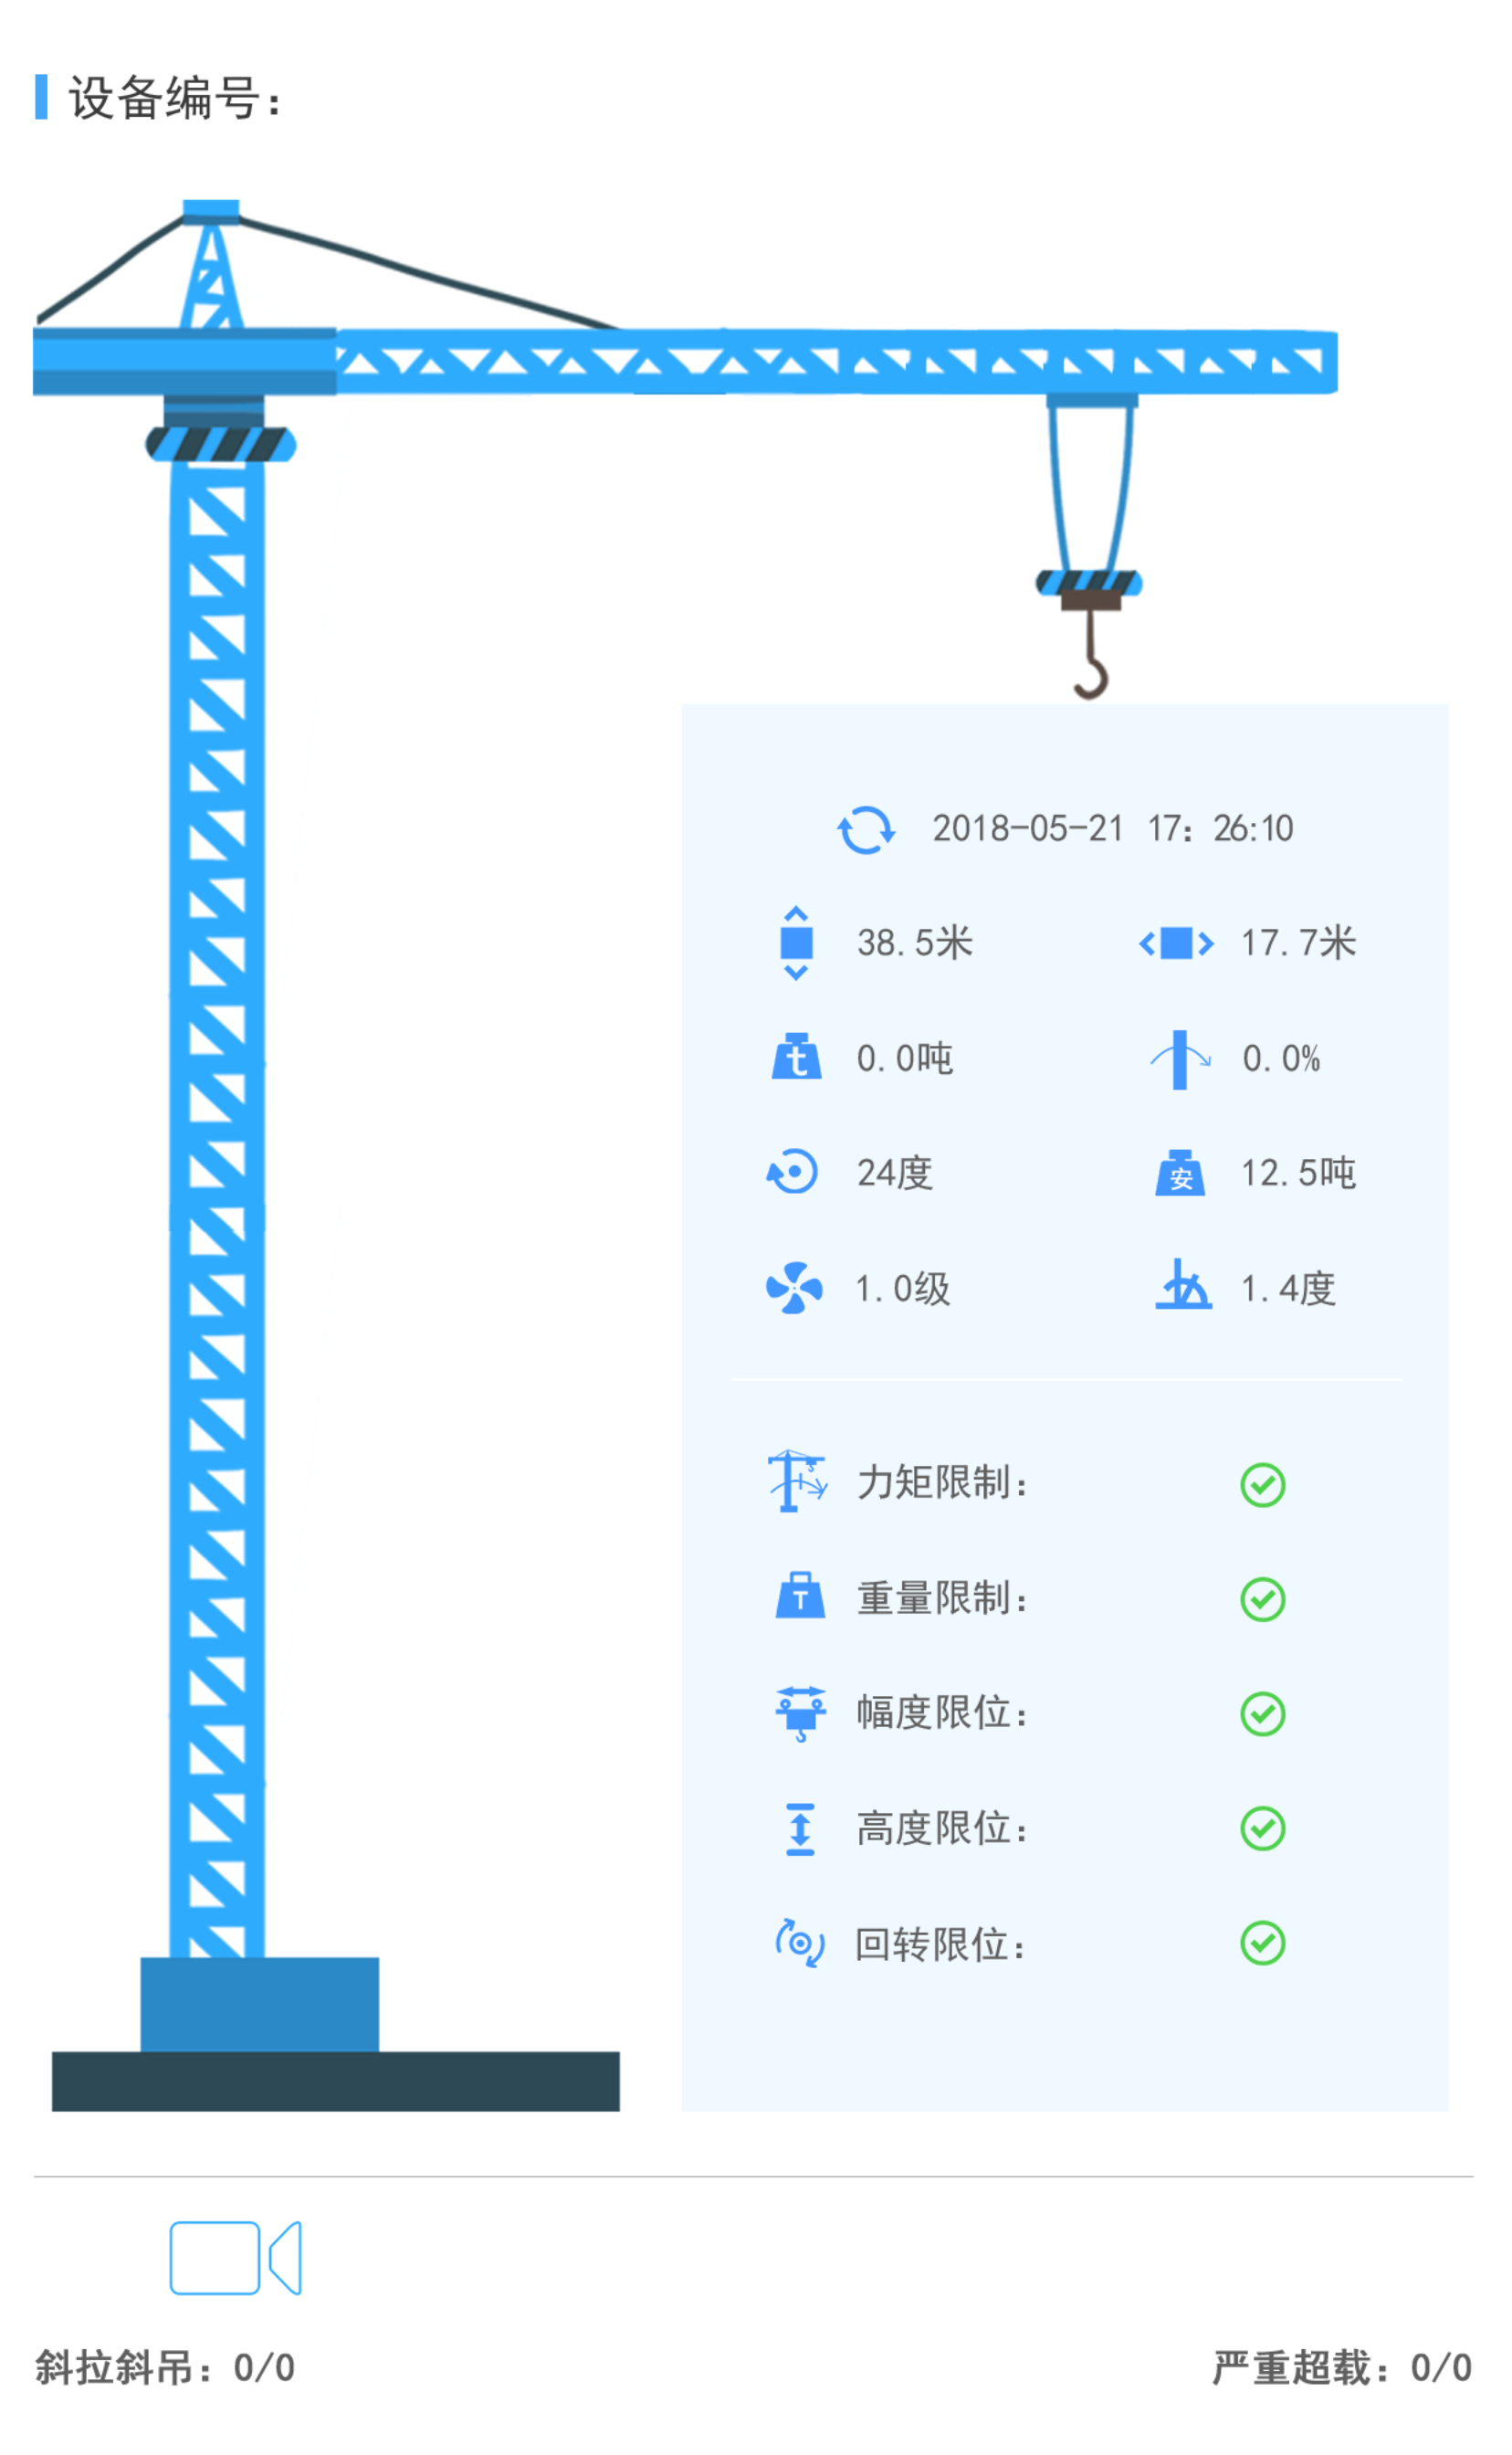 设备编号：
2018-05-21 17：26:10
38.5米 17.7米
t 0.0吨 0.0%
24度 安 12.5吨
1.0级 1.4度
力矩限制：
T 重量限制：
幅度限位：
高度限位：
回转限位：
斜拉斜吊：0/0 严重超载：0/0